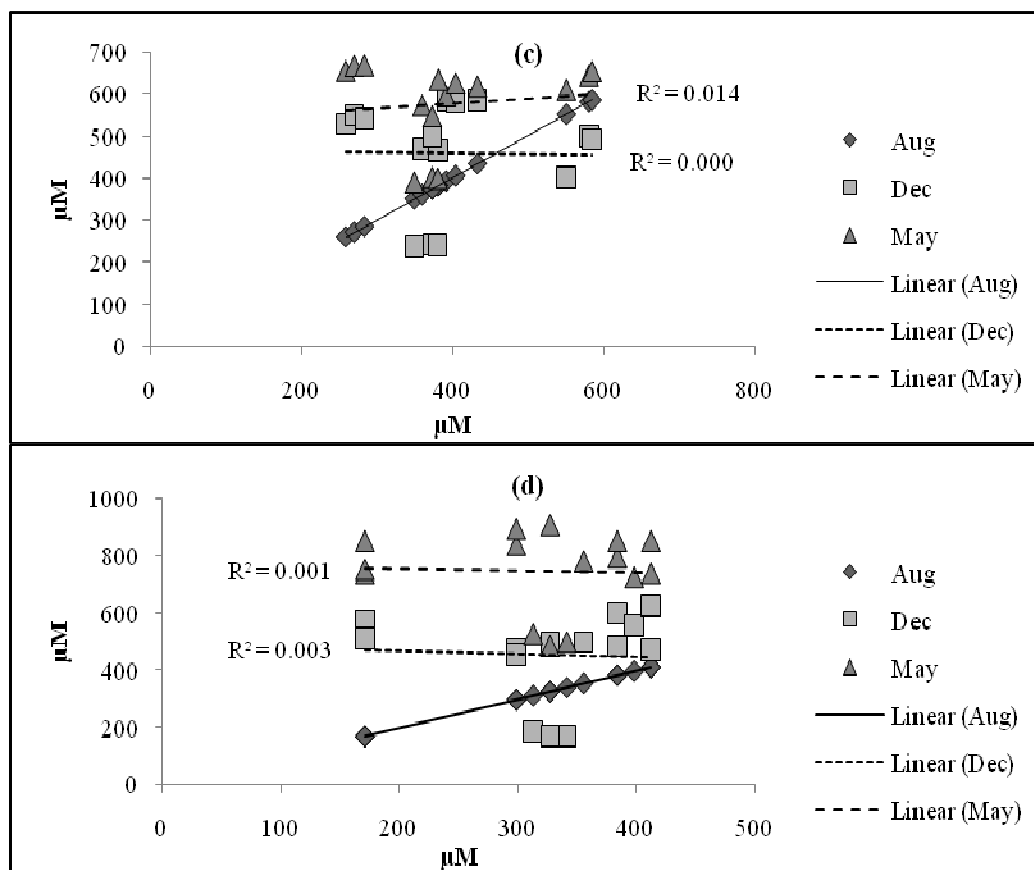 (c)
700
600
500
400
300
200
100
0
µM
0 200 400 600 800
µM
R² = 0.014
R² = 0.000
Aug
Dec
May
Linear (Aug)
Linear (Dec)
Linear (May)
(d)
1000
800
600
400
200
0
µM
0 100 200 300 400 500
µM
R² = 0.001
R² = 0.003
Aug
Dec
May
Linear (Aug)
Linear (Dec)
Linear (May)